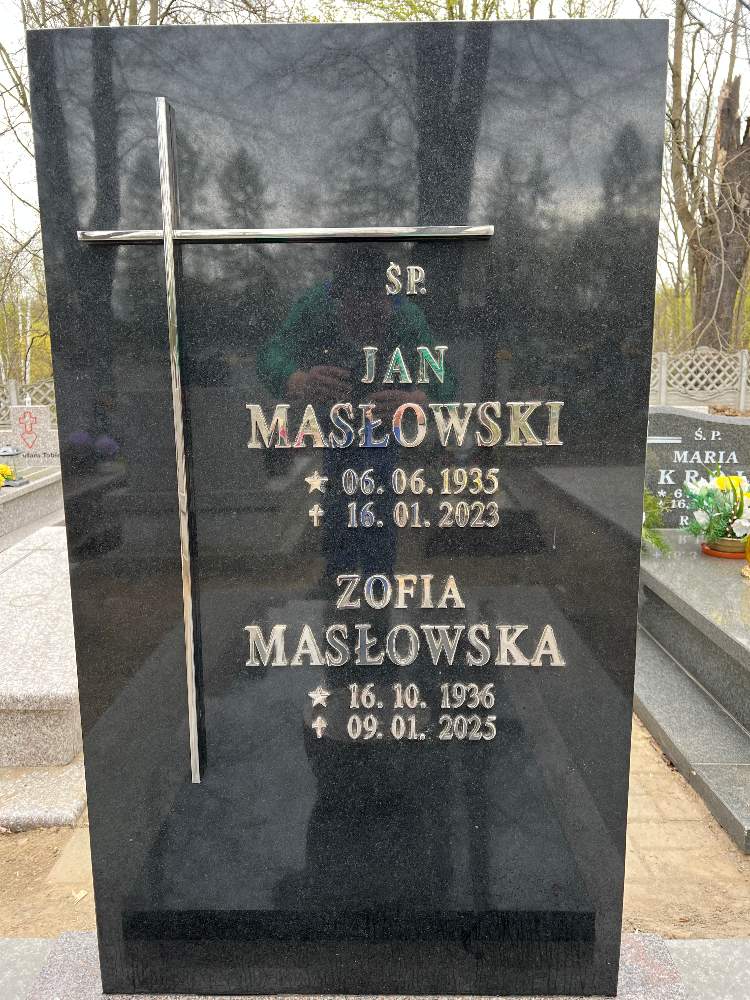 ŚP.
JAN
MASŁOWSKI
★ 06. 06. 1935
✝ 16. 01. 2023
ZOFIA
MASŁOWSKA
★ 16. 10. 1936
✝ 09. 01. 2025
Ś. P.
MARIA